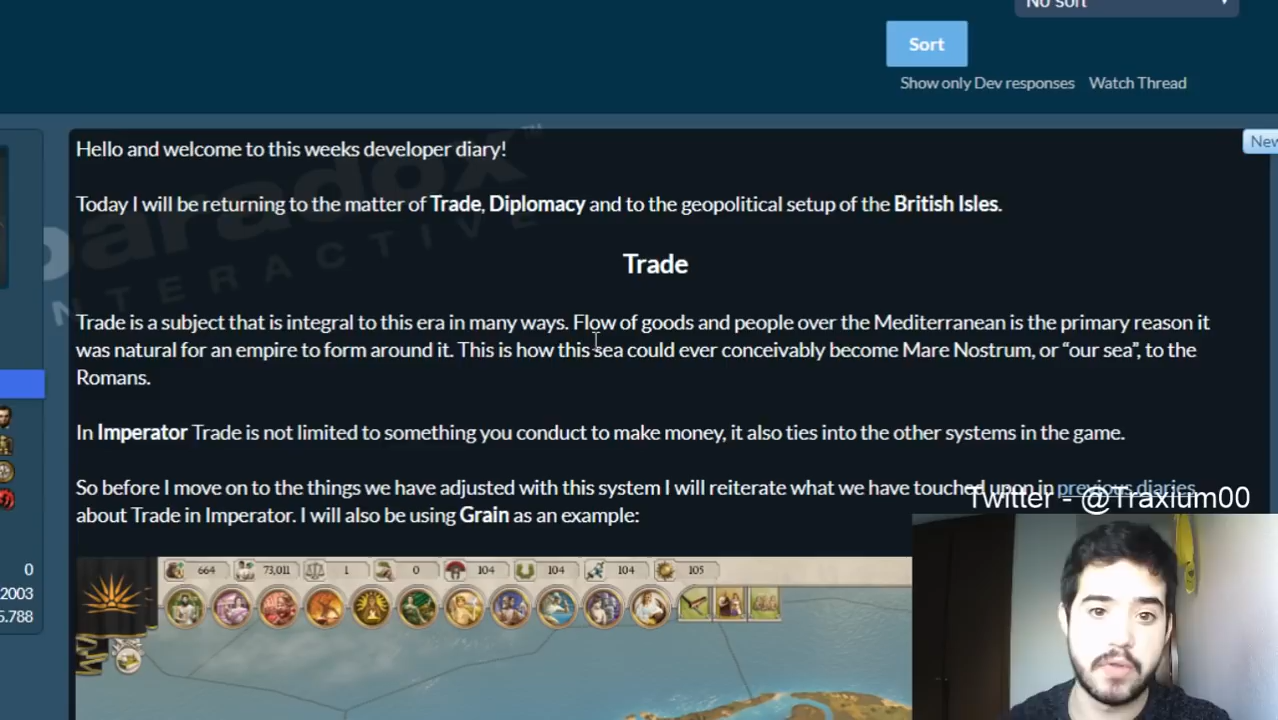 No sort
Sort
Show only Dev responses Watch Thread
New
paradox
INTERACTIVE
Hello and welcome to this weeks developer diary!
Today I will be returning to the matter of Trade, Diplomacy and to the geopolitical setup of the British Isles.
Trade
Trade is a subject that is integral to this era in many ways. Flow of goods and people over the Mediterranean is the primary reason it
was natural for an empire to form around it. This is how this sea could ever conceivably become Mare Nostrum, or “our sea”, to the
Romans.
In Imperator Trade is not limited to something you conduct to make money, it also ties into the other systems in the game.
So before I move on to the things we have adjusted with this system I will reiterate what we have touched upon in previous diaries
about Trade in Imperator. I will also be using Grain as an example:
Twitter - @Traxium00
0
2003
5.788
664 73,011 1 0 104 104 104 105